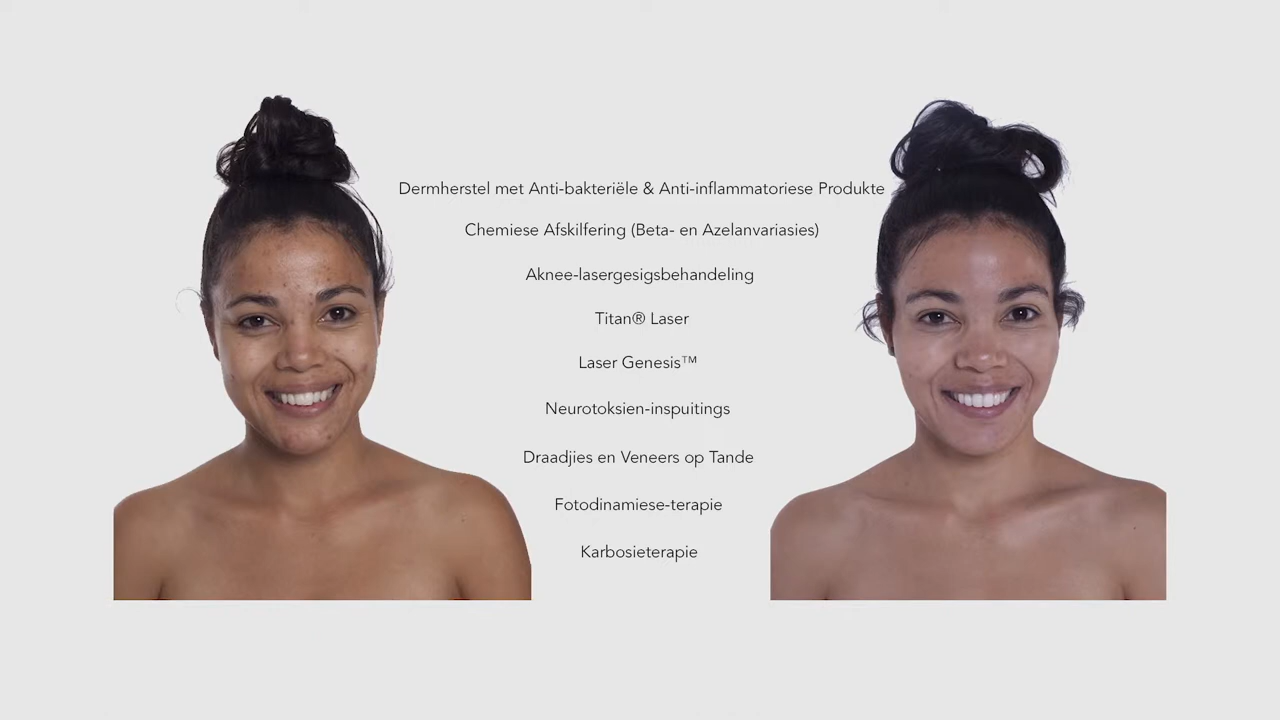 Dermherstel met Anti-bakteriële & Anti-inflammatoriese Produkte
Chemiese Afskilfering (Beta- en Azelanvariasies)
Aknee-lasergesigsbehandeling
Titan® Laser
Laser Genesis™
Neurotoksien-inspuitings
Draadjies en Veneers op Tande
Fotodinamiese-terapie
Karbosieterapie